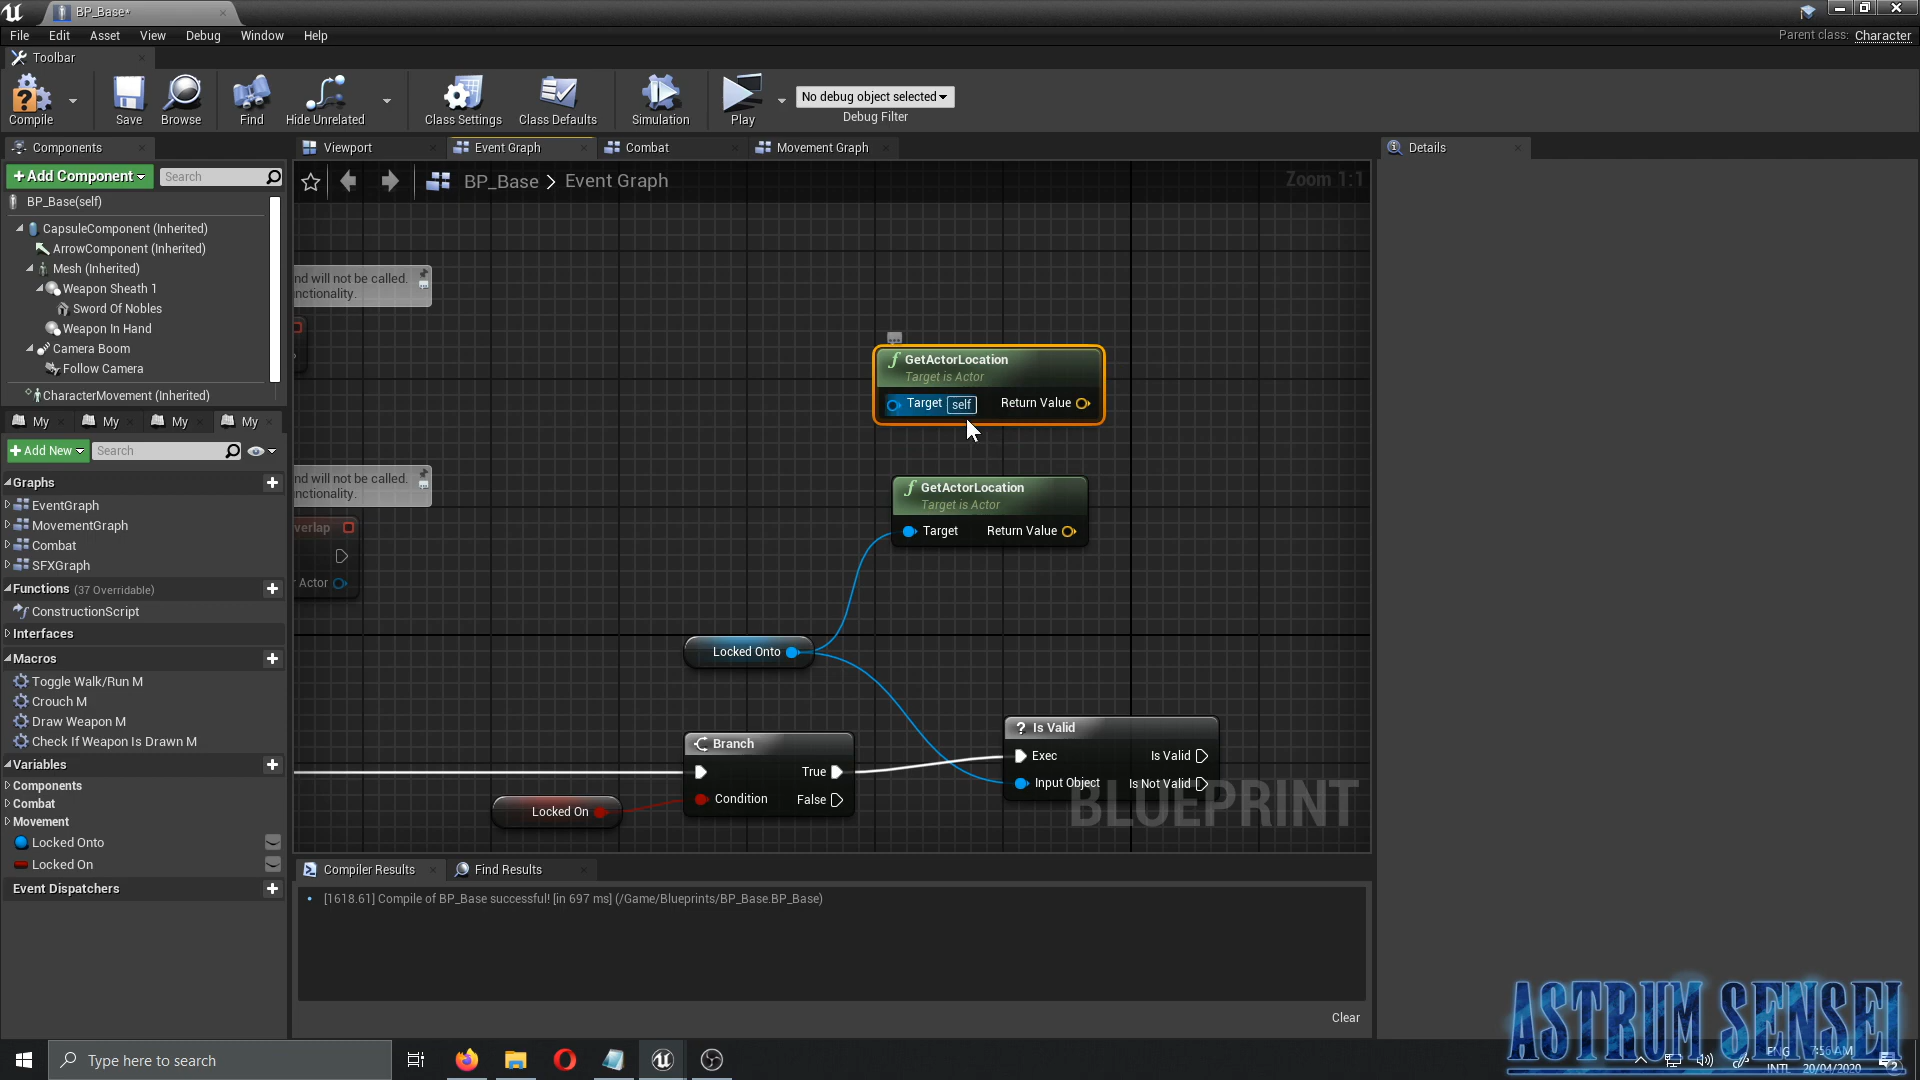 BP_Base*
File Edit Asset View Debug Window Help
Parent class: Character
Toolbar
Compile
Save
Browse
Find
Hide Unrelated
Class Settings
Class Defaults
Simulation
Play
No debug object selected
Debug Filter
Components
+Add Component
Search
BP_Base(self)
CapsuleComponent (Inherited)
ArrowComponent (Inherited)
Mesh (Inherited)
Weapon Sheath 1
Sword Of Nobles
Weapon In Hand
Camera Boom
Follow Camera
CharacterMovement (Inherited)
My My My My
+Add New
Search
Graphs
EventGraph
MovementGraph
Combat
SFXGraph
Functions (37 Overridable)
ConstructionScript
Interfaces
Macros
Toggle Walk/Run M
Crouch M
Draw Weapon M
Check If Weapon Is Drawn M
Variables
Components
Combat
Movement
Locked Onto
Locked On
Event Dispatchers
Viewport
Event Graph
Combat
Movement Graph
BP_Base > Event Graph
Zoom 1:1
nd will not be called.
nctionality.
nd will not be called.
nctionality.
verlap
Actor
f GetActorLocation
Target is Actor
Target self Return Value
f GetActorLocation
Target is Actor
Target Return Value
Locked Onto
Branch
True
Condition False
Locked On
? Is Valid
Exec Is Valid
Input Object Is Not Valid
BLUEPRINT
Compiler Results
Find Results
[1618.61] Compile of BP_Base successful! [in 697 ms] (/Game/Blueprints/BP_Base.BP_Base)
Clear
Details
ASTRUM SENSEI
Type here to search
ENG
INTL
7:56 AM
20/04/2020
2